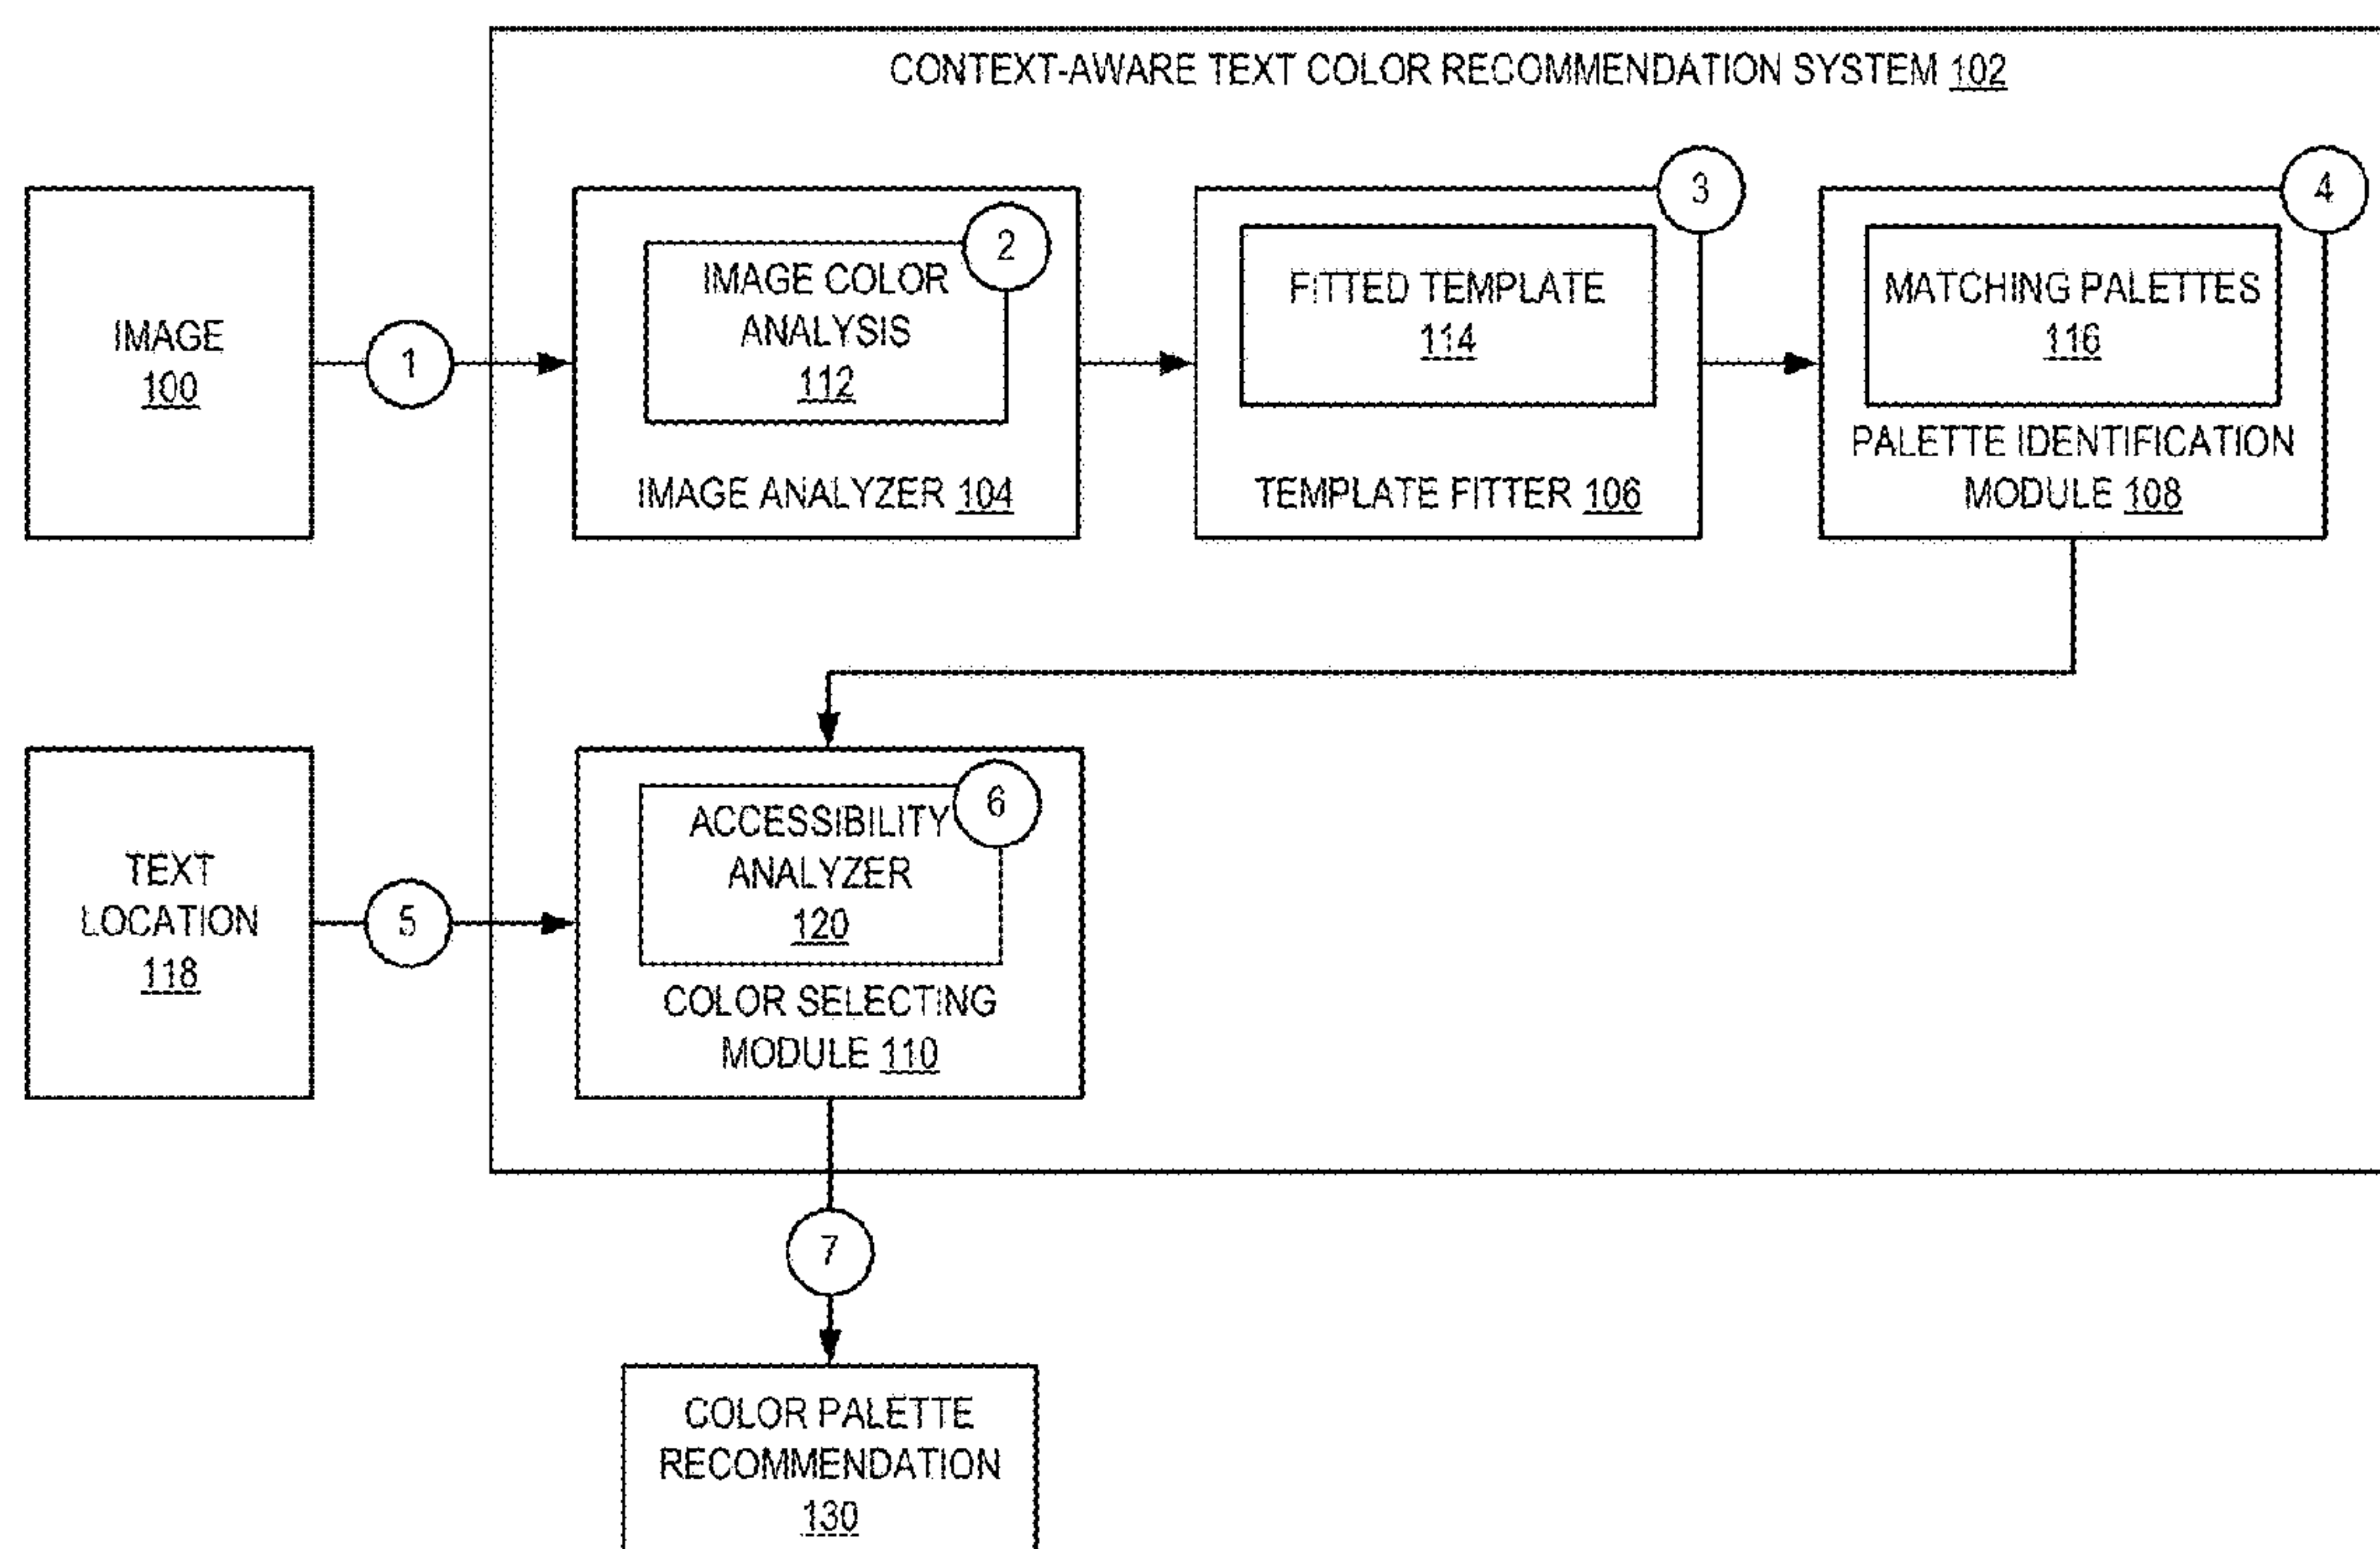 CONTEXT-AWARE TEXT COLOR RECOMMENDATION SYSTEM 102
IMAGE
100
1
2
IMAGE COLOR
ANALYSIS
112
IMAGE ANALYZER 104
3
FITTED TEMPLATE
114
TEMPLATE FITTER 106
4
MATCHING PALETTES
116
PALETTE IDENTIFICATION
MODULE 108
TEXT
LOCATION
118
5
6
ACCESSIBILITY
ANALYZER
120
COLOR SELECTING
MODULE 110
7
COLOR PALETTE
RECOMMENDATION
130